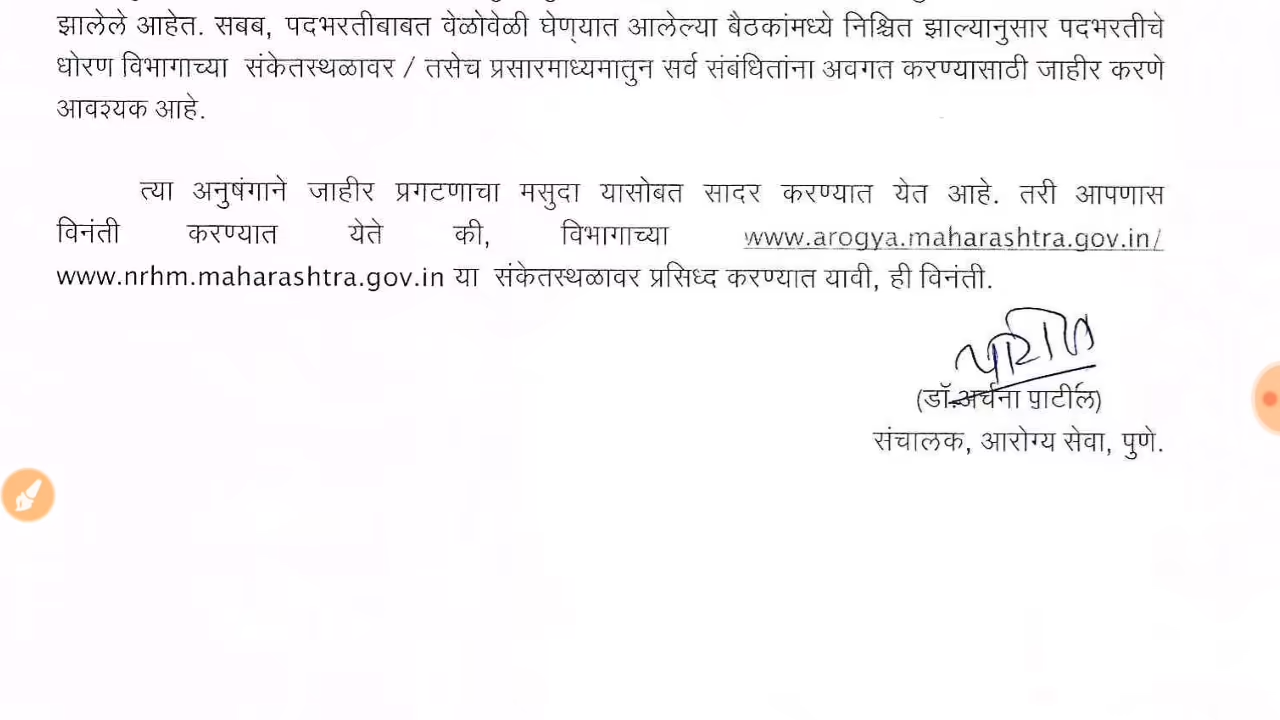 झालेले आहेत. सबब, पदभरतीबाबत वेळोवेळी घेण्यात आलेल्या बैठकांमध्ये निश्चित झाल्यानुसार पदभरतीचे
धोरण विभागाच्या संकेतस्थळावर / तसेच प्रसारमाध्यमातुन सर्व संबंधितांना अवगत करण्यासाठी जाहीर करणे
आवश्यक आहे.
त्या अनुषंगाने जाहीर प्रगटणाचा मसुदा यासोबत सादर करण्यात येत आहे. तरी आपणास
विनंती करण्यात येते की, विभागाच्या www.arogya.maharashtra.gov.in/
www.nrhm.maharashtra.gov.in या संकेतस्थळावर प्रसिध्द करण्यात यावी, ही विनंती.
(डॉ.अर्चना पाटील)
संचालक, आरोग्य सेवा, पुणे.